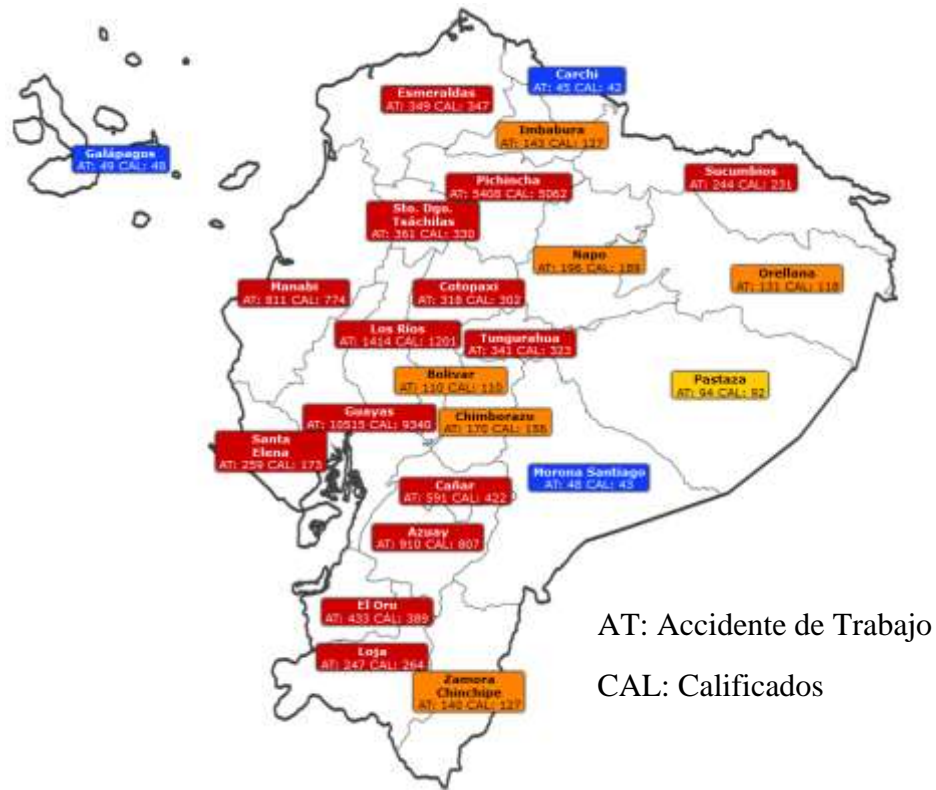 Carchi
AT: 45 CAL: 42
Esmeraldas
AT: 349 CAL: 347
Imbabura
AT: 143 CAL: 127
Galápagos
AT: 49 CAL: 48
Sucumbios
AT: 244 CAL: 231
Pichincha
AT: 5408 CAL: 5062
Sto. Dgo.
Tsáchilas
AT: 361 CAL: 330
Napo
AT: 196 CAL: 189
Orellana
AT: 131 CAL: 118
Manabi
AT: 811 CAL: 774
Cotopaxi
AT: 318 CAL: 302
Los Ríos
AT: 1414 CAL: 1201
Tungurahua
AT: 341 CAL: 323
Bolivar
AT: 110 CAL: 110
Pastaza
AT: 94 CAL: 92
Guayas
AT: 10515 CAL: 9340
Chimborazo
AT: 170 CAL:
Santa
Elena
AT: 259 CAL: 173
Morona Santiago
AT: 48 CAL: 43
Cañar
AT: 591 CAL: 422
Azuay
AT: 910 CAL: 807
El Oro
AT: 433 CAL: 389
Loja
AT: 247 CAL: 264
Zamora
Chinchipe
AT: 140 CAL: 127
AT: Accidente de Trabajo
CAL: Calificados